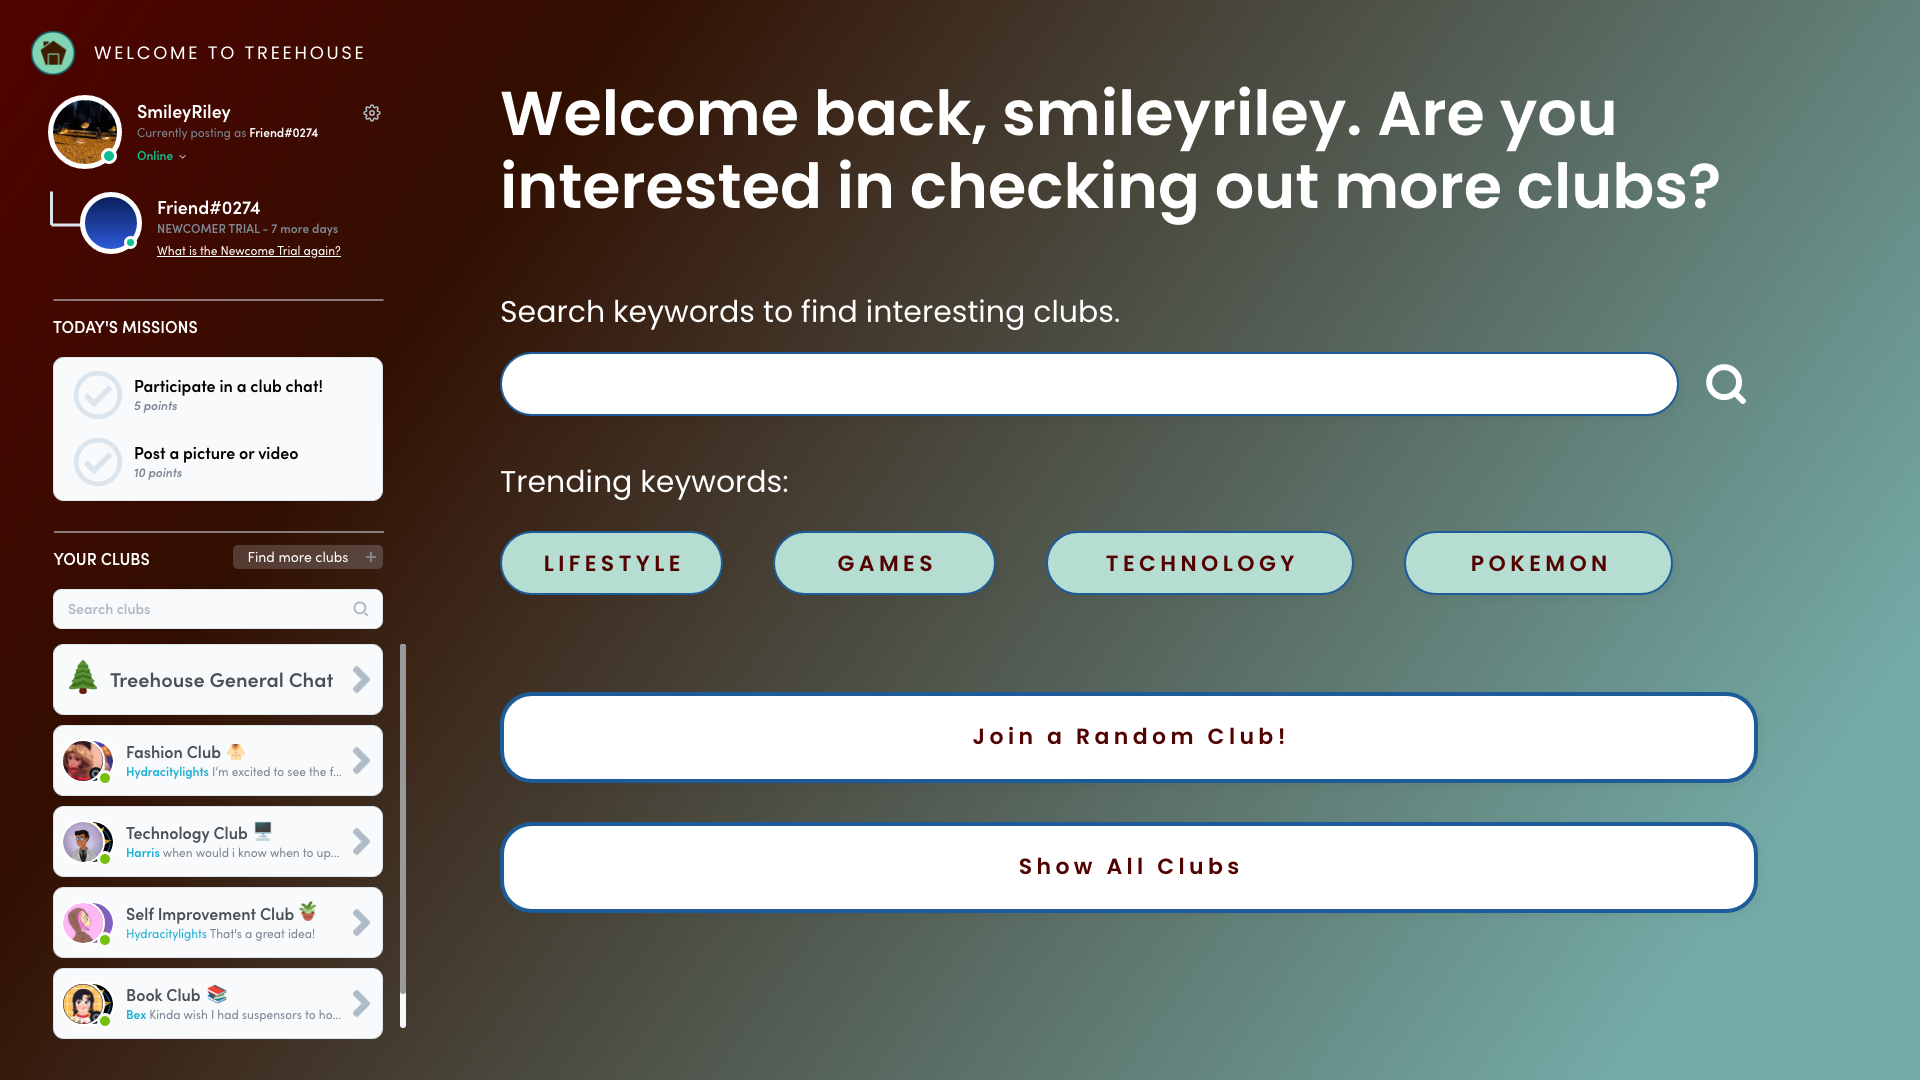 WELCOME TO TREEHOUSE
SmileyRiley
Currently posting as Friend#0274
Online
Friend#0274
NEWCOMER TRIAL - 7 more days
What is the Newcome Trial again?
TODAY'S MISSIONS
Participate in a club chat!
5 points
Post a picture or video
10 points
YOUR CLUBS
Find more clubs +
Search clubs
Treehouse General Chat
Fashion Club
Hydracitylights I'm excited to see the f...
Technology Club
Harris when would i know when to up...
Self Improvement Club
Hydracitylights That's a great idea!
Book Club
Bex Kinda wish I had suspensors to ho...
Welcome back, smileyriley. Are you
interested in checking out more clubs?
Search keywords to find interesting clubs.
Trending keywords:
LIFESTYLE
GAMES
TECHNOLOGY
POKEMON
Join a Random Club!
Show All Clubs